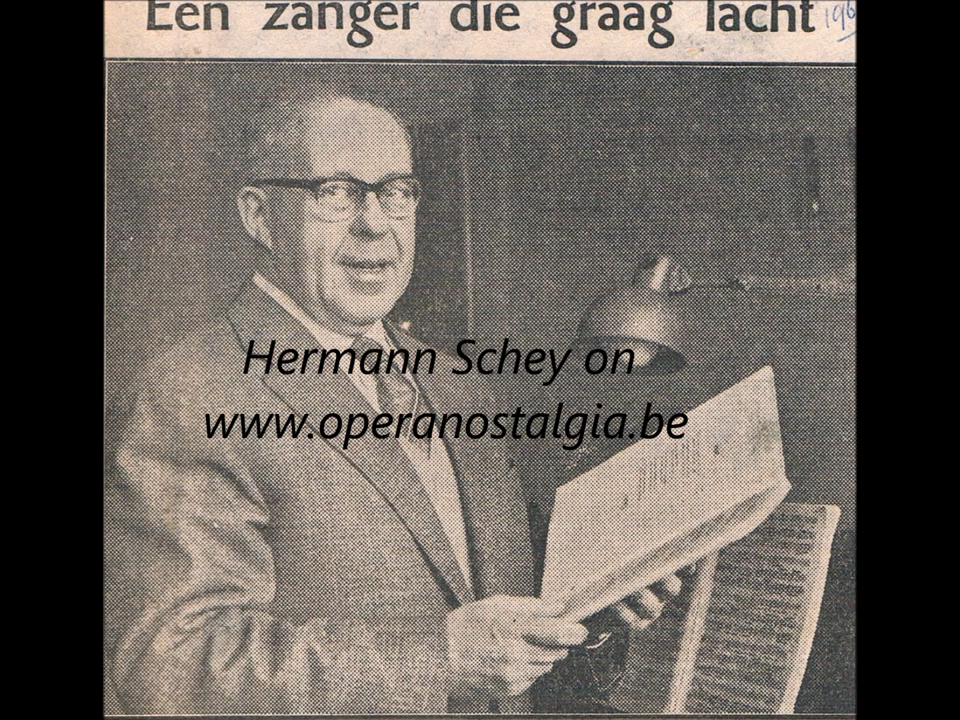 Een zanger die graag lacht
Hermann Schey on
www.operanostalgia.be